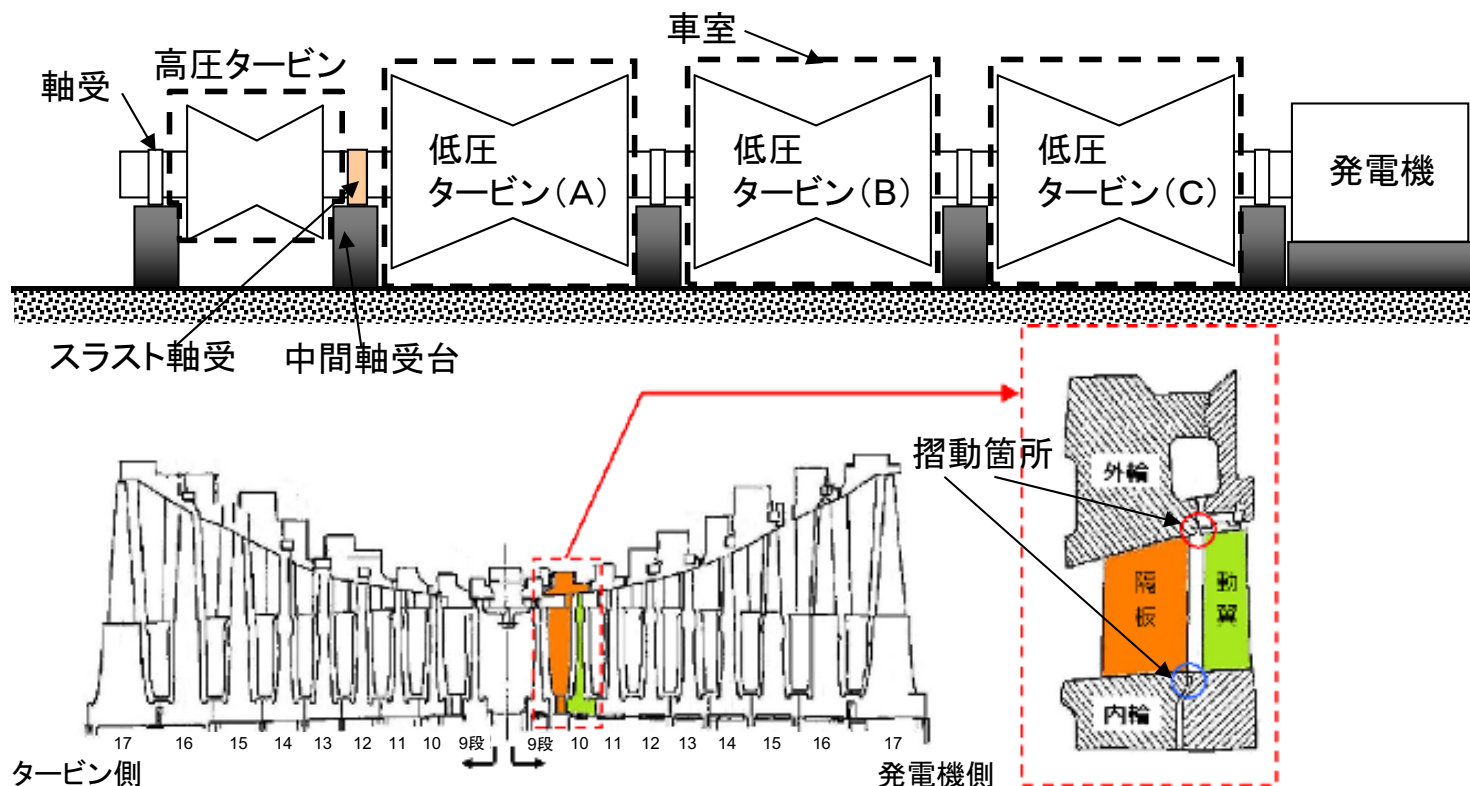 車室
高圧タービン
軸受
低圧
タービン(A)
低圧
タービン(B)
低圧
タービン(C)
発電機
スラスト軸受
中間軸受台
摺動箇所
外輪
隔板
動翼
内輪
17 16 15 14 13 12 11 10 9段 9段 10 11 12 13 14 15 16 17
タービン側
発電機側